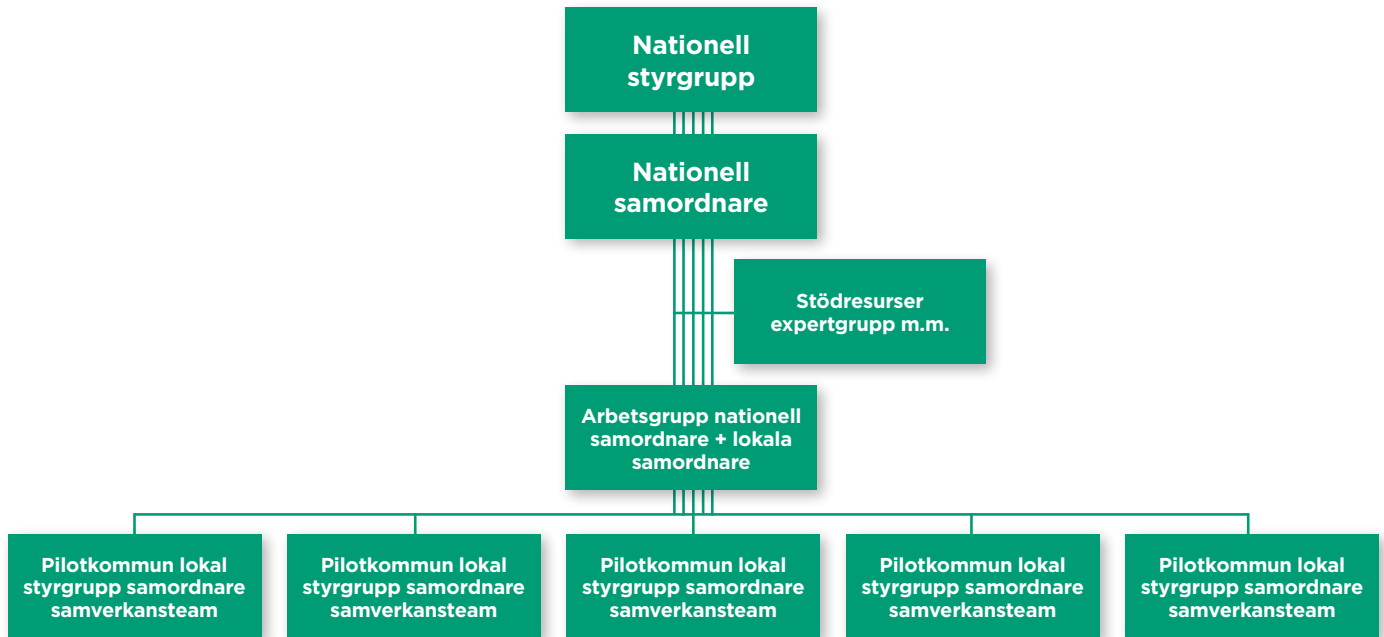 Nationell
styrgrupp
Nationell
samordnare
Stödresurser
expertgrupp m.m.
Arbetsgrupp nationell
samordnare + lokala
samordnare
Pilotkommun lokal
styrgrupp samordnare
samverkansteam
Pilotkommun lokal
styrgrupp samordnare
samverkansteam
Pilotkommun lokal
styrgrupp samordnare
samverkansteam
Pilotkommun lokal
styrgrupp samordnare
samverkansteam
Pilotkommun lokal
styrgrupp samordnare
samverkansteam